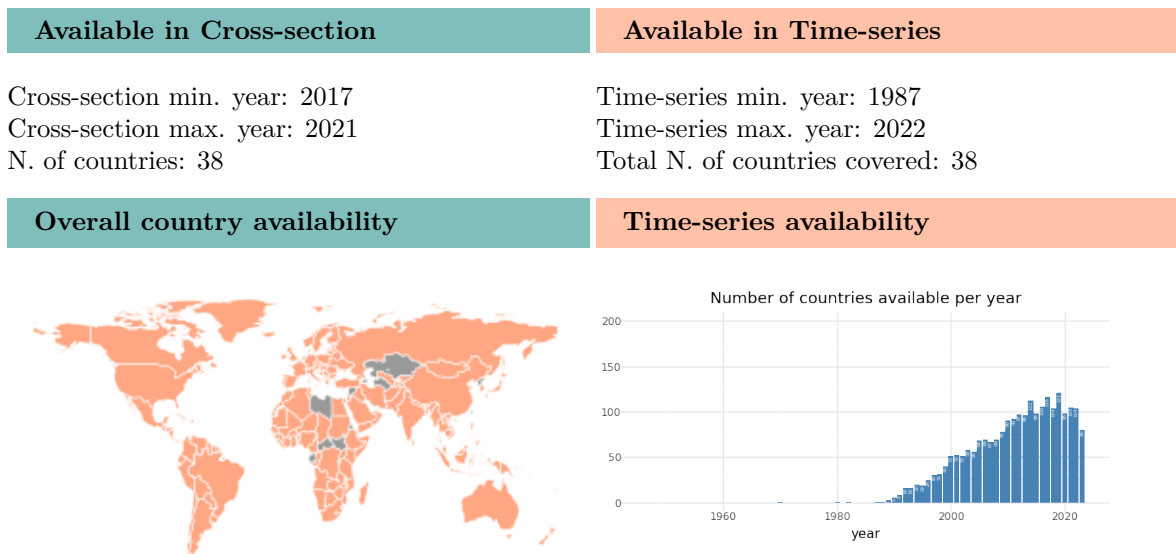 Available in Cross-section
Available in Time-series
Cross-section min. year: 2017
Cross-section max. year: 2021
N. of countries: 38
Time-series min. year: 1987
Time-series max. year: 2022
Total N. of countries covered: 38
Overall country availability
Time-series availability
Number of countries available per year
200
150
100
50
0
1960
1980
2000
2020
year